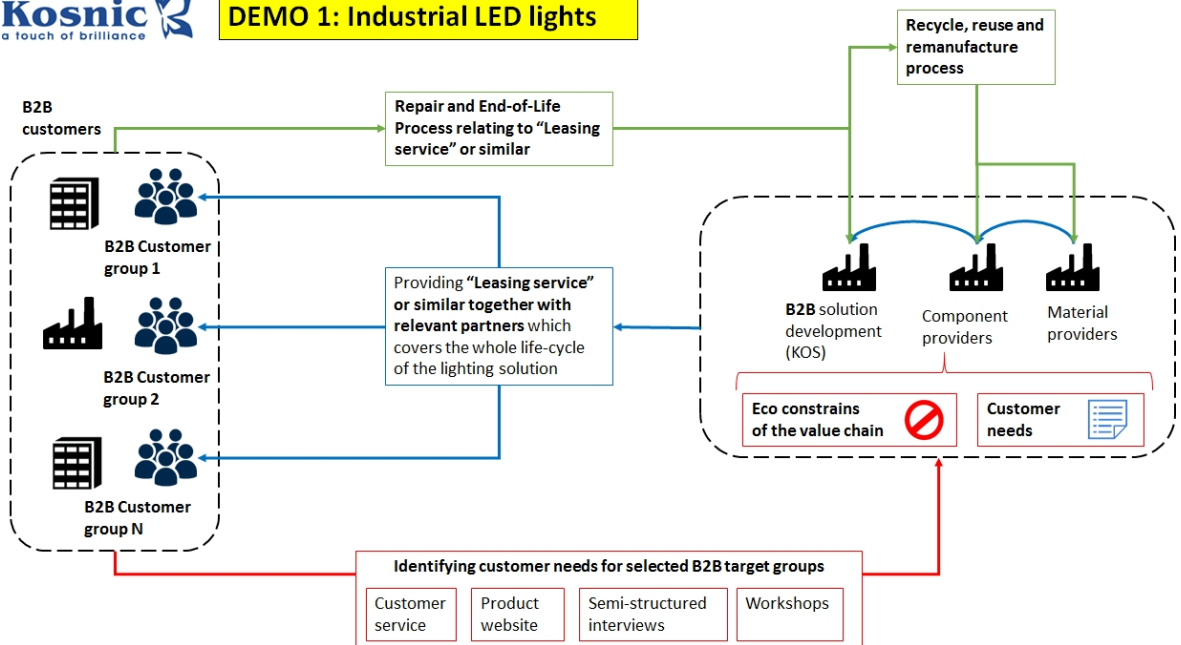 Kosnic
a touch of brilliance
DEMO 1: Industrial LED lights
Recycle, reuse and
remanufacture
process
B2B
customers
Repair and End-of-Life
Process relating to “Leasing
service” or similar
B2B Customer
group 1
Providing “Leasing service”
or similar together with
relevant partners which
covers the whole life-cycle
of the lighting solution
B2B Customer
group 2
B2B Customer
group N
B2B solution
development
(KOS)
Component
providers
Material
providers
Eco constrains
of the value chain
Customer
needs
Identifying customer needs for selected B2B target groups
Customer
service
Product
website
Semi-structured
interviews
Workshops